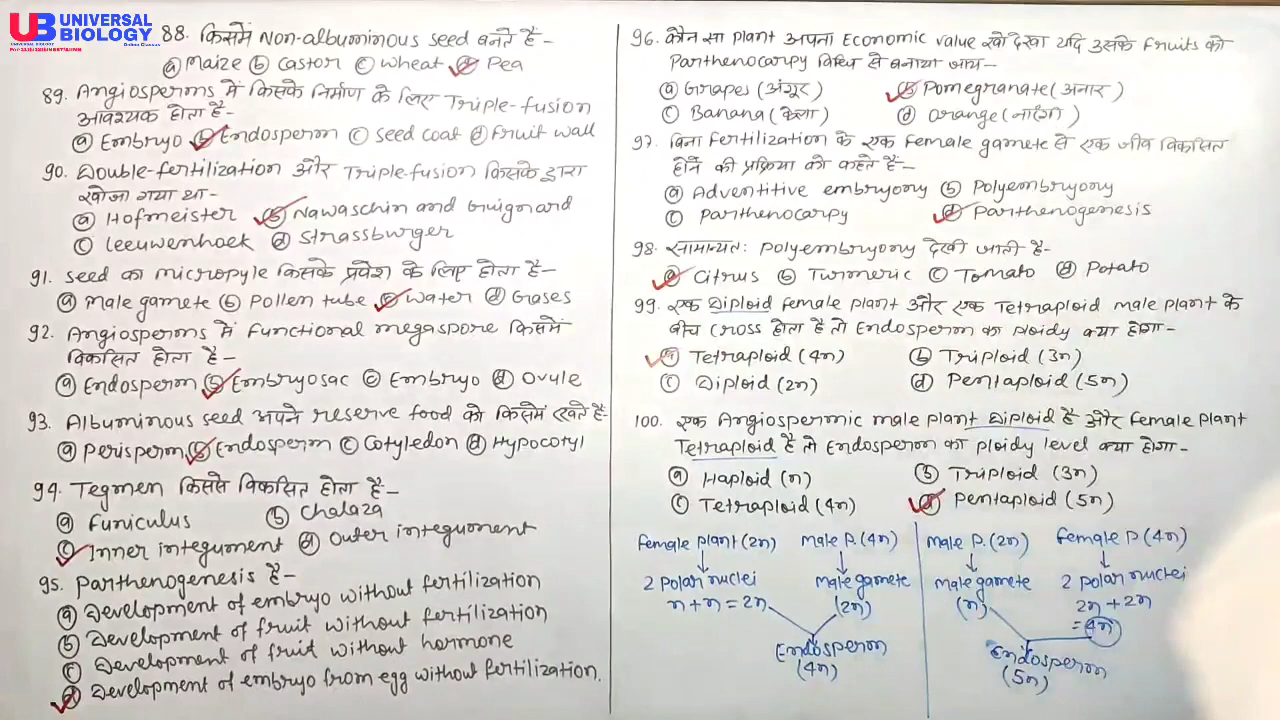 UB UNIVERSAL BIOLOGY
Online Classes
88. किसमें Non-albuminous seed बनते हैं-
(a) Maize (b) Castor (c) Wheat (d) Pea
89. Angiosperms में किसके निर्माण के लिए Triple-fusion
आवश्यक होता है-
(a) Embryo (b) Endosperm (c) Seed coat (d) Fruit wall
90. Double-fertilization और Triple-fusion किसके द्वारा
खोजा गया था-
(a) Hofmeister (b) Nawaschin and Guignard
(c) Leeuwenhoek (d) Strassburger
91. Seed का micropyle किसके प्रवेश के लिए होता है-
(a) Male gamete (b) Pollen tube (c) Water (d) Gases
92. Angiosperms में functional megaspore किसमें
विकसित होता है-
(a) Endosperm (b) Embryosac (c) Embryo (d) Ovule
93. Albuminous seed अपने reserve food को किसमें रखते हैं-
(a) Perisperm (b) Endosperm (c) Cotyledon (d) Hypocotyl
94. Tegmen किससे विकसित होता है-
(a) Funiculus (b) Chalaza
(c) Inner integument (d) Outer integument
95. Parthenogenesis है-
(a) Development of embryo without fertilization
(b) Development of fruit without fertilization
(c) Development of fruit without hormone
(d) Development of embryo from egg without fertilization.
96. कौन सा Plant अपना Economic value खो देगा यदि उसके Fruits को
Parthenocarpy विधि से बनाया जाय-
(a) Grapes (अंगूर) (b) Pomegranate (अनार)
(c) Banana (केला) (d) Orange (नारंगी)
97. बिना Fertilization के एक Female gamete से एक जीव विकसित
होने की प्रक्रिया को कहते हैं-
(a) Adventitive embryony (b) Polyembryony
(c) Parthenocarpy (d) Parthenogenesis
98. सामान्यतः Polyembryony देखी जाती है-
(a) Citrus (b) Turmeric (c) Tomato (d) Potato
99. एक Diploid female plant और एक Tetraploid male plant के
बीच Cross होता है तो Endosperm का Ploidy क्या होगा-
(a) Tetraploid (4n) (b) Triploid (3n)
(c) Diploid (2n) (d) Pentaploid (5n)
100. एक Angiospermic male plant Diploid है और Female plant
Tetraploid है तो Endosperm का Ploidy level क्या होगा-
(a) Haploid (n) (b) Triploid (3n)
(c) Tetraploid (4n) (d) Pentaploid (5n)
Female plant (2n) Male P. (4n)
2 Polar nuclei male gamete
n+n=2n (2n)
Endosperm
(4n)
Male P. (2n) Female P (4n)
male gamete 2 Polar nuclei
(n) 2n+2n
=4n
Endosperm
(5n)